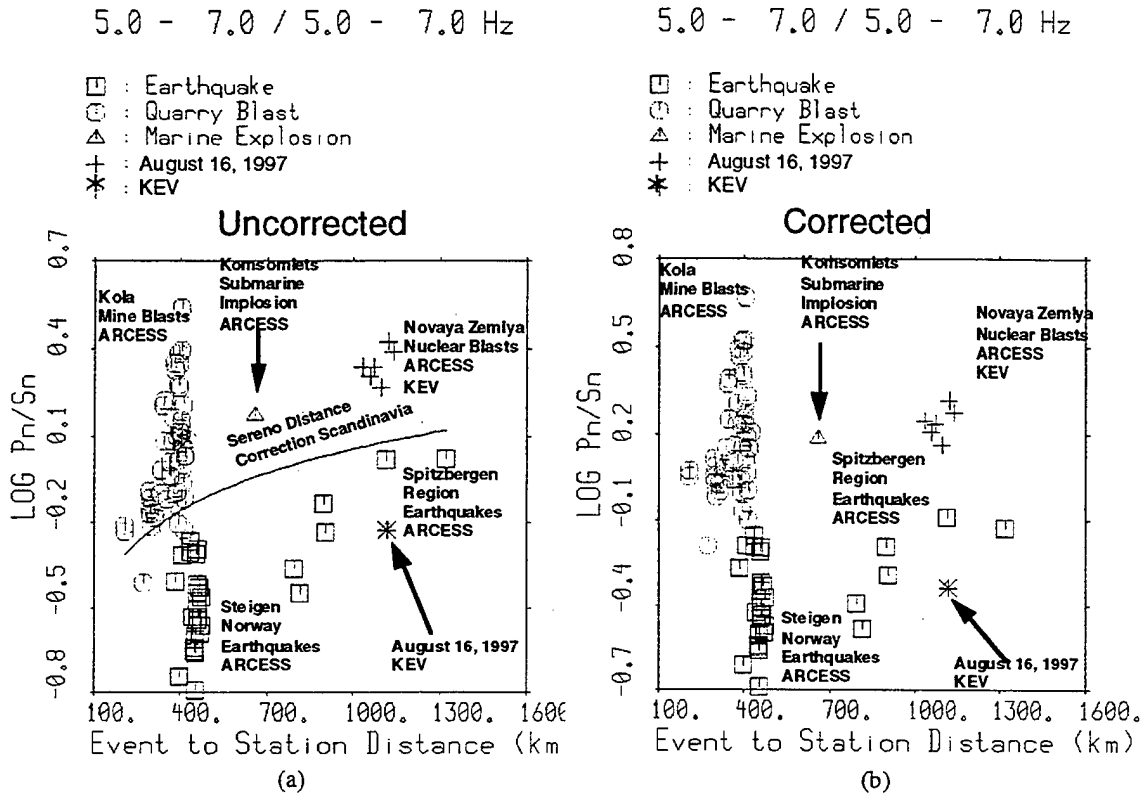 5.0 - 7.0 / 5.0 - 7.0 Hz
: Earthquake
: Quarry Blast
: Marine Explosion
: August 16, 1997
: KEV
Uncorrected
LOG Pn/Sn
0.7
0.4
0.1
-0.2
-0.5
-0.8
Kola
Mine Blasts
ARCESS
Komsomlets
Submarine
Implosion
ARCESS
Novaya Zemlya
Nuclear Blasts
ARCESS
KEV
Sereno Distance
Correction Scandinavia
Spitzbergen
Region
Earthquakes
ARCESS
Steigen
Norway
Earthquakes
ARCESS
August 16, 1997
KEV
100. 400. 700. 1000. 1300. 1600
Event to Station Distance (km
(a)
5.0 - 7.0 / 5.0 - 7.0 Hz
: Earthquake
: Quarry Blast
: Marine Explosion
: August 16, 1997
: KEV
Corrected
LOG Pn/Sn
0.8
0.5
0.2
-0.1
-0.4
-0.7
Kola
Mine Blasts
ARCESS
Komsomlets
Submarine
Implosion
ARCESS
Novaya Zemlya
Nuclear Blasts
ARCESS
KEV
Spitzbergen
Region
Earthquakes
ARCESS
Steigen
Norway
Earthquakes
ARCESS
August 16, 1997
KEV
100. 400. 700. 1000. 1300. 1600.
Event to Station Distance (km)
(b)